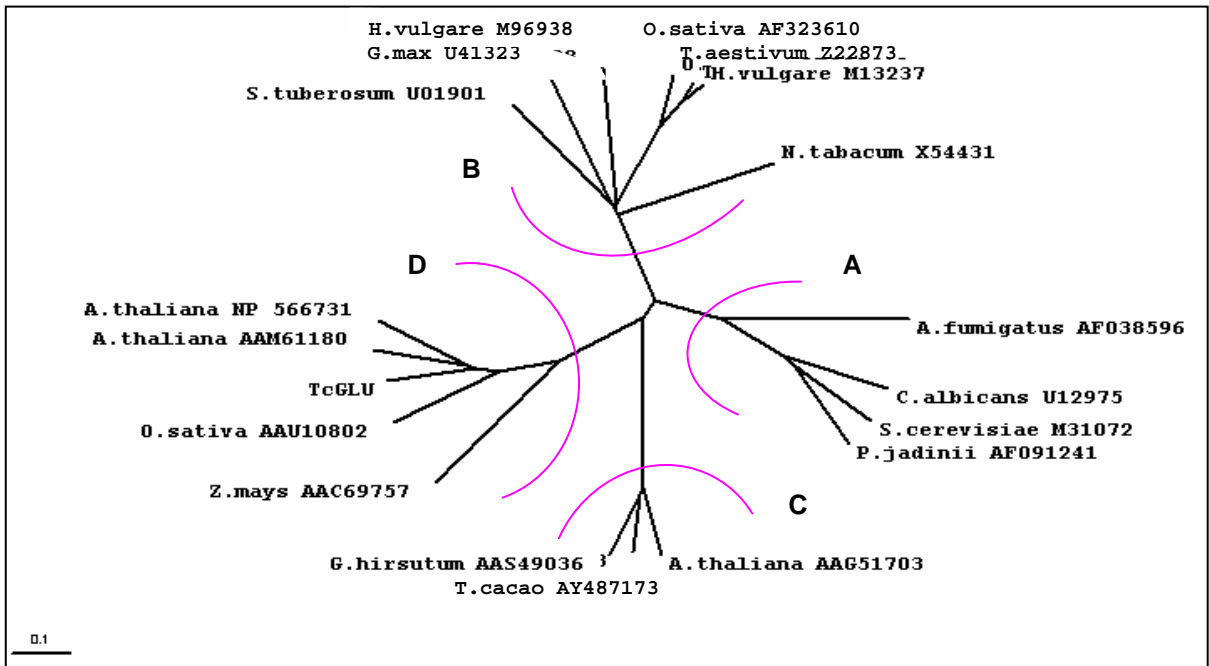 H.vulgare M96938
O.sativa AF323610
G.max U41323
T.aestivum Z22873
H.vulgare M13237
S.tuberosum U01901
N.tabacum X54431
B
D
A
A.thaliana NP 566731
A.fumigatus AF038596
A.thaliana AAM61180
TcGLU
C.albicans U12975
O.sativa AAU10802
S.cerevisiae M31072
P.jadinii AF091241
Z.mays AAC69757
C
G.hirsutum AAS49036
A.thaliana AAG51703
T.cacao AY487173
0.1